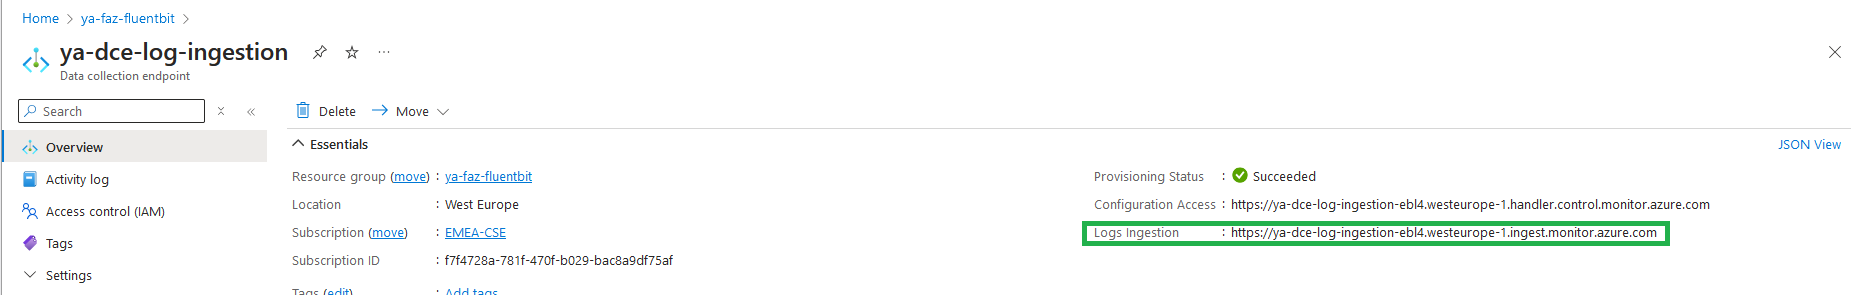 Home > ya-faz-fluentbit >
ya-dce-log-ingestion
Data collection endpoint
Search
Delete
Move
Overview
Essentials
JSON View
Activity log
Resource group (move) : ya-faz-fluentbit
Provisioning Status : Succeeded
Access control (IAM)
Location : West Europe
Configuration Access : https://ya-dce-log-ingestion-ebl4.westeurope-1.handler.control.monitor.azure.com
Tags
Subscription (move) : EMEA-CSE
Logs Ingestion : https://ya-dce-log-ingestion-ebl4.westeurope-1.ingest.monitor.azure.com
Settings
Subscription ID : f7f4728a-781f-470f-b029-bac8a9df75af
Tags (edit) : Add tags